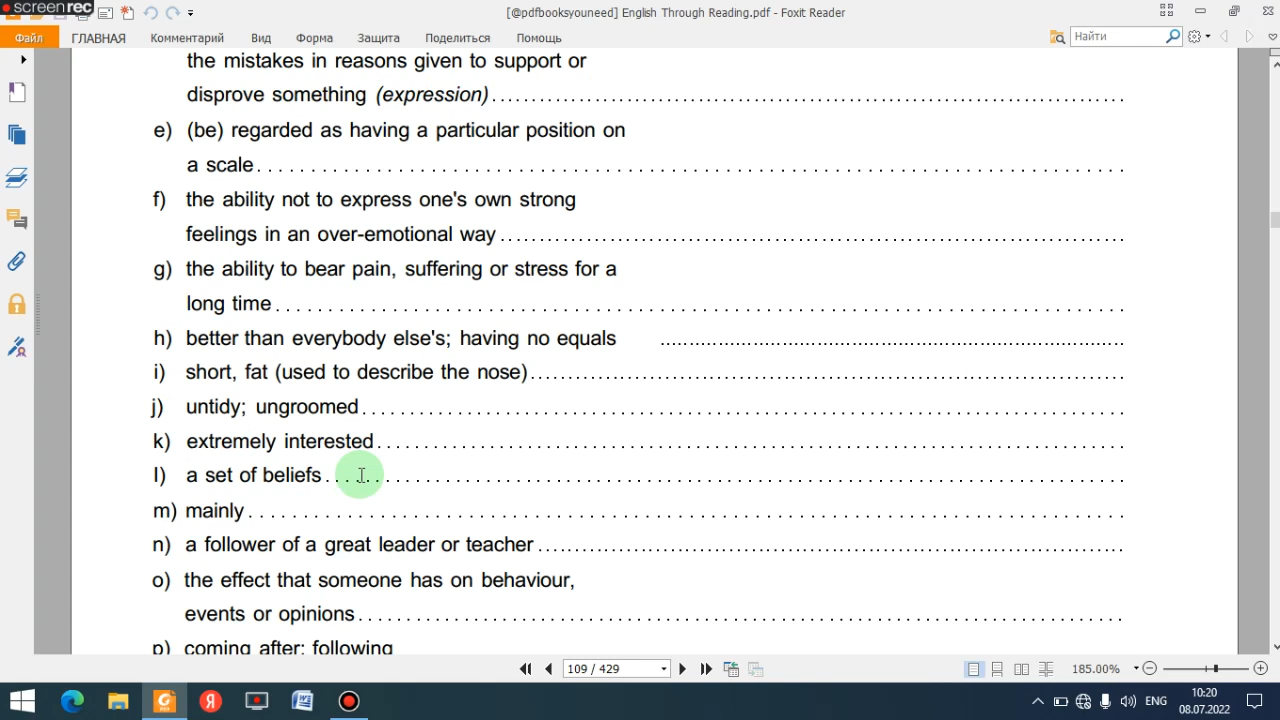 screenrec
[@pdfbooksyouneed] English Through Reading.pdf - Foxit Reader
Файл ГЛАВНАЯ Комментарий Вид Форма Защита Поделиться Помощь Найти
the mistakes in reasons given to support or
disprove something (expression)
e) (be) regarded as having a particular position on
a scale
f) the ability not to express one's own strong
feelings in an over-emotional way
g) the ability to bear pain, suffering or stress for a
long time
h) better than everybody else's; having no equals
i) short, fat (used to describe the nose)
j) untidy; ungroomed
k) extremely interested
l) a set of beliefs
m) mainly
n) a follower of a great leader or teacher
o) the effect that someone has on behaviour,
events or opinions
p) coming after; following
109 / 429 185.00%
ENG 10:20
08.07.2022